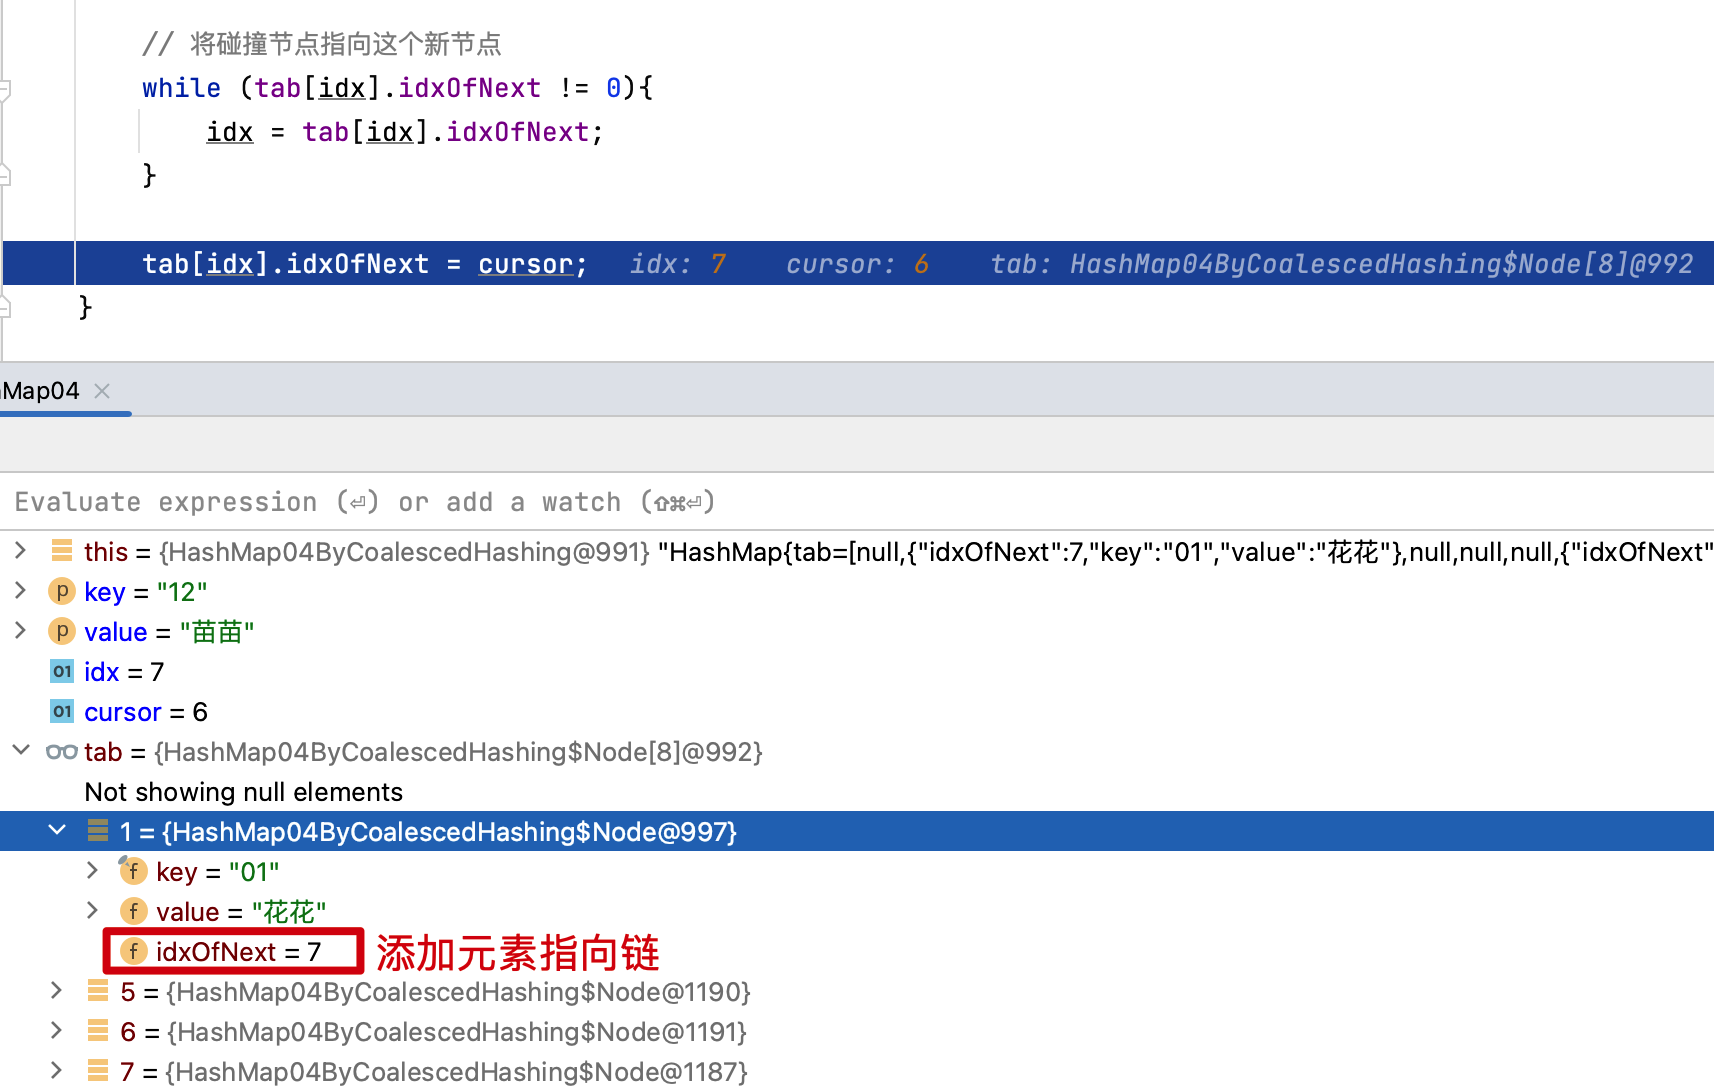 // 将碰撞节点指向这个新节点
while (tab[idx].idxOfNext != 0){
idx = tab[idx].idxOfNext;
}
tab[idx].idxOfNext = cursor; idx: 7 cursor: 6 tab: HashMap04ByCoalescedHashing$Node[8]@992
}
Map04
Evaluate expression (⏎) or add a watch (⇧⌘⏎)
this = {HashMap04ByCoalescedHashing@991} "HashMap{tab=[null,{"idxOfNext":7,"key":"01","value":"花花"},null,null,null,{"idxOfNext"
p key = "12"
p value = "苗苗"
01 idx = 7
01 cursor = 6
tab = {HashMap04ByCoalescedHashing$Node[8]@992}
Not showing null elements
1 = {HashMap04ByCoalescedHashing$Node@997}
f key = "01"
f value = "花花"
f idxOfNext = 7 添加元素指向链
5 = {HashMap04ByCoalescedHashing$Node@1190}
6 = {HashMap04ByCoalescedHashing$Node@1191}
7 = {HashMap04ByCoalescedHashing$Node@1187}